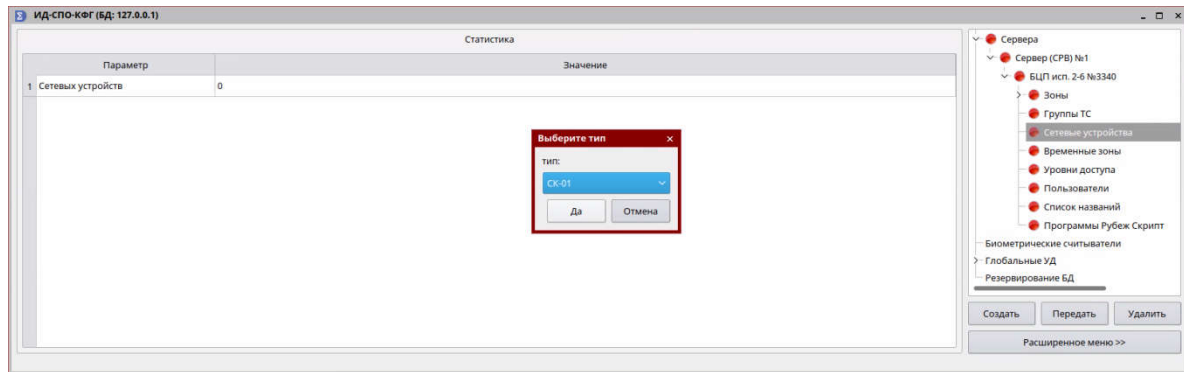 ИД-СПО-КФГ (БД: 127.0.0.1)
Статистика
Параметр Значение
1 Сетевых устройств 0
Выберите тип
тип:
СК-01
Да Отмена
Сервера
Сервер (СРВ) №1
БЦП исп. 2-6 №3340
Зоны
Группы ТС
Сетевые устройства
Временные зоны
Уровни доступа
Пользователи
Список названий
Программы Рубеж Скрипт
Биометрические считыватели
Глобальные УД
Резервирование БД
Создать Передать Удалить
Расширенное меню >>